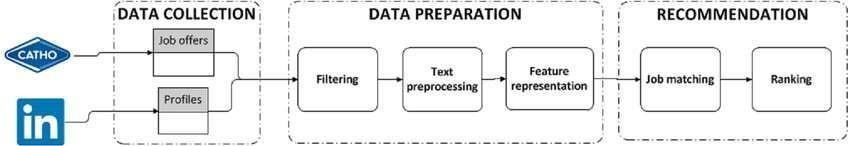 DATA COLLECTION
DATA PREPARATION
RECOMMENDATION
CATHO
Job offers
in
Profiles
Filtering
Text
preprocessing
Feature
representation
Job matching
Ranking